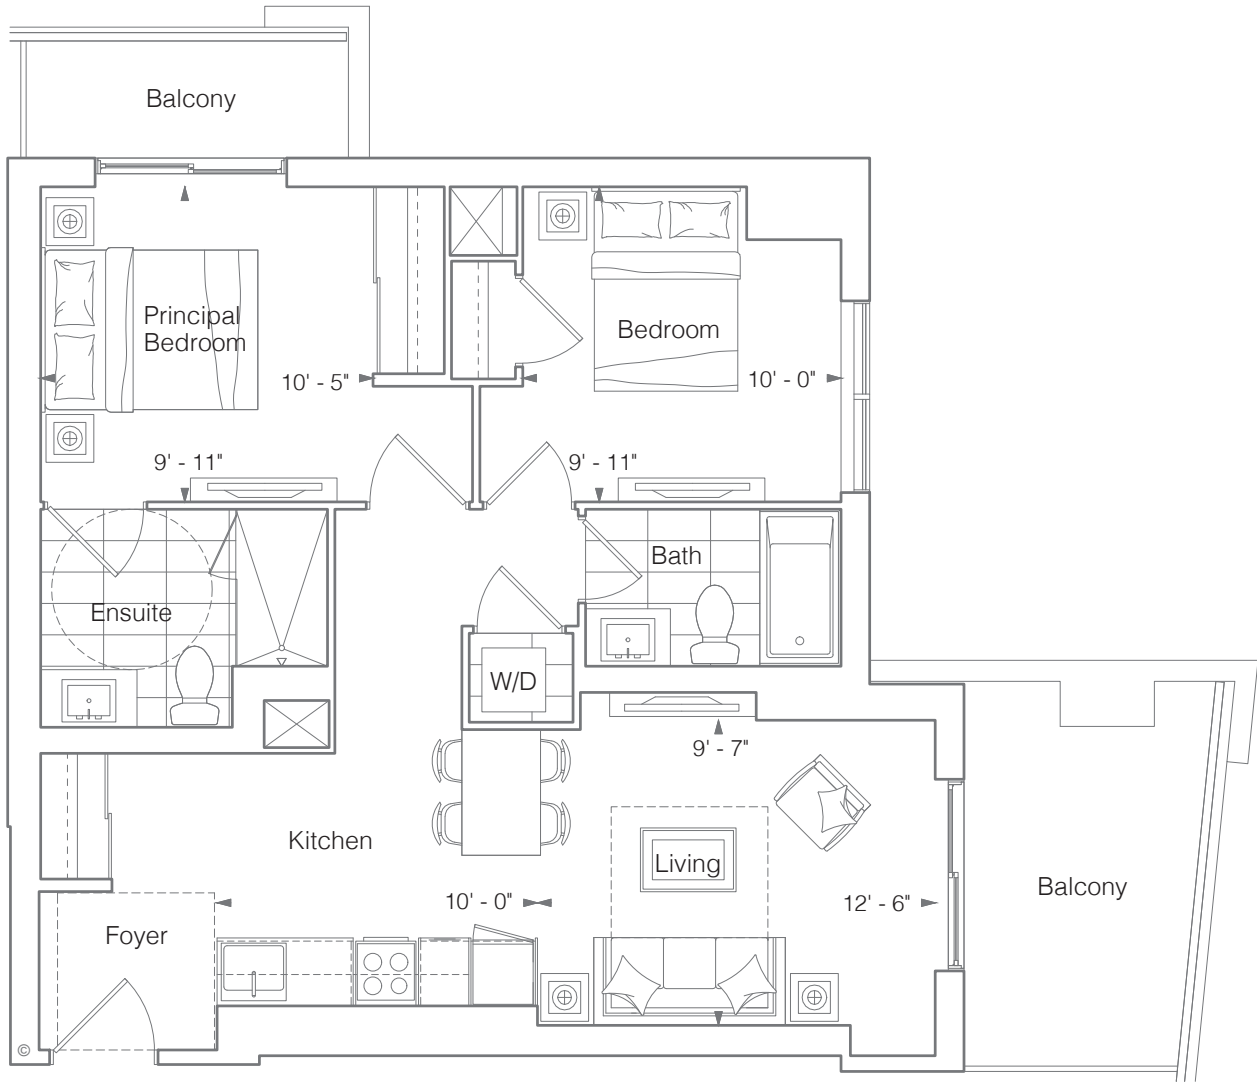 Balcony
Principal
Bedroom
Bedroom
10' - 5"
10' - 0"
9' - 11"
9' - 11"
Bath
Ensuite
W/D
9' - 7"
Kitchen
Living
Balcony
10' - 0"
12' - 6"
Foyer
©